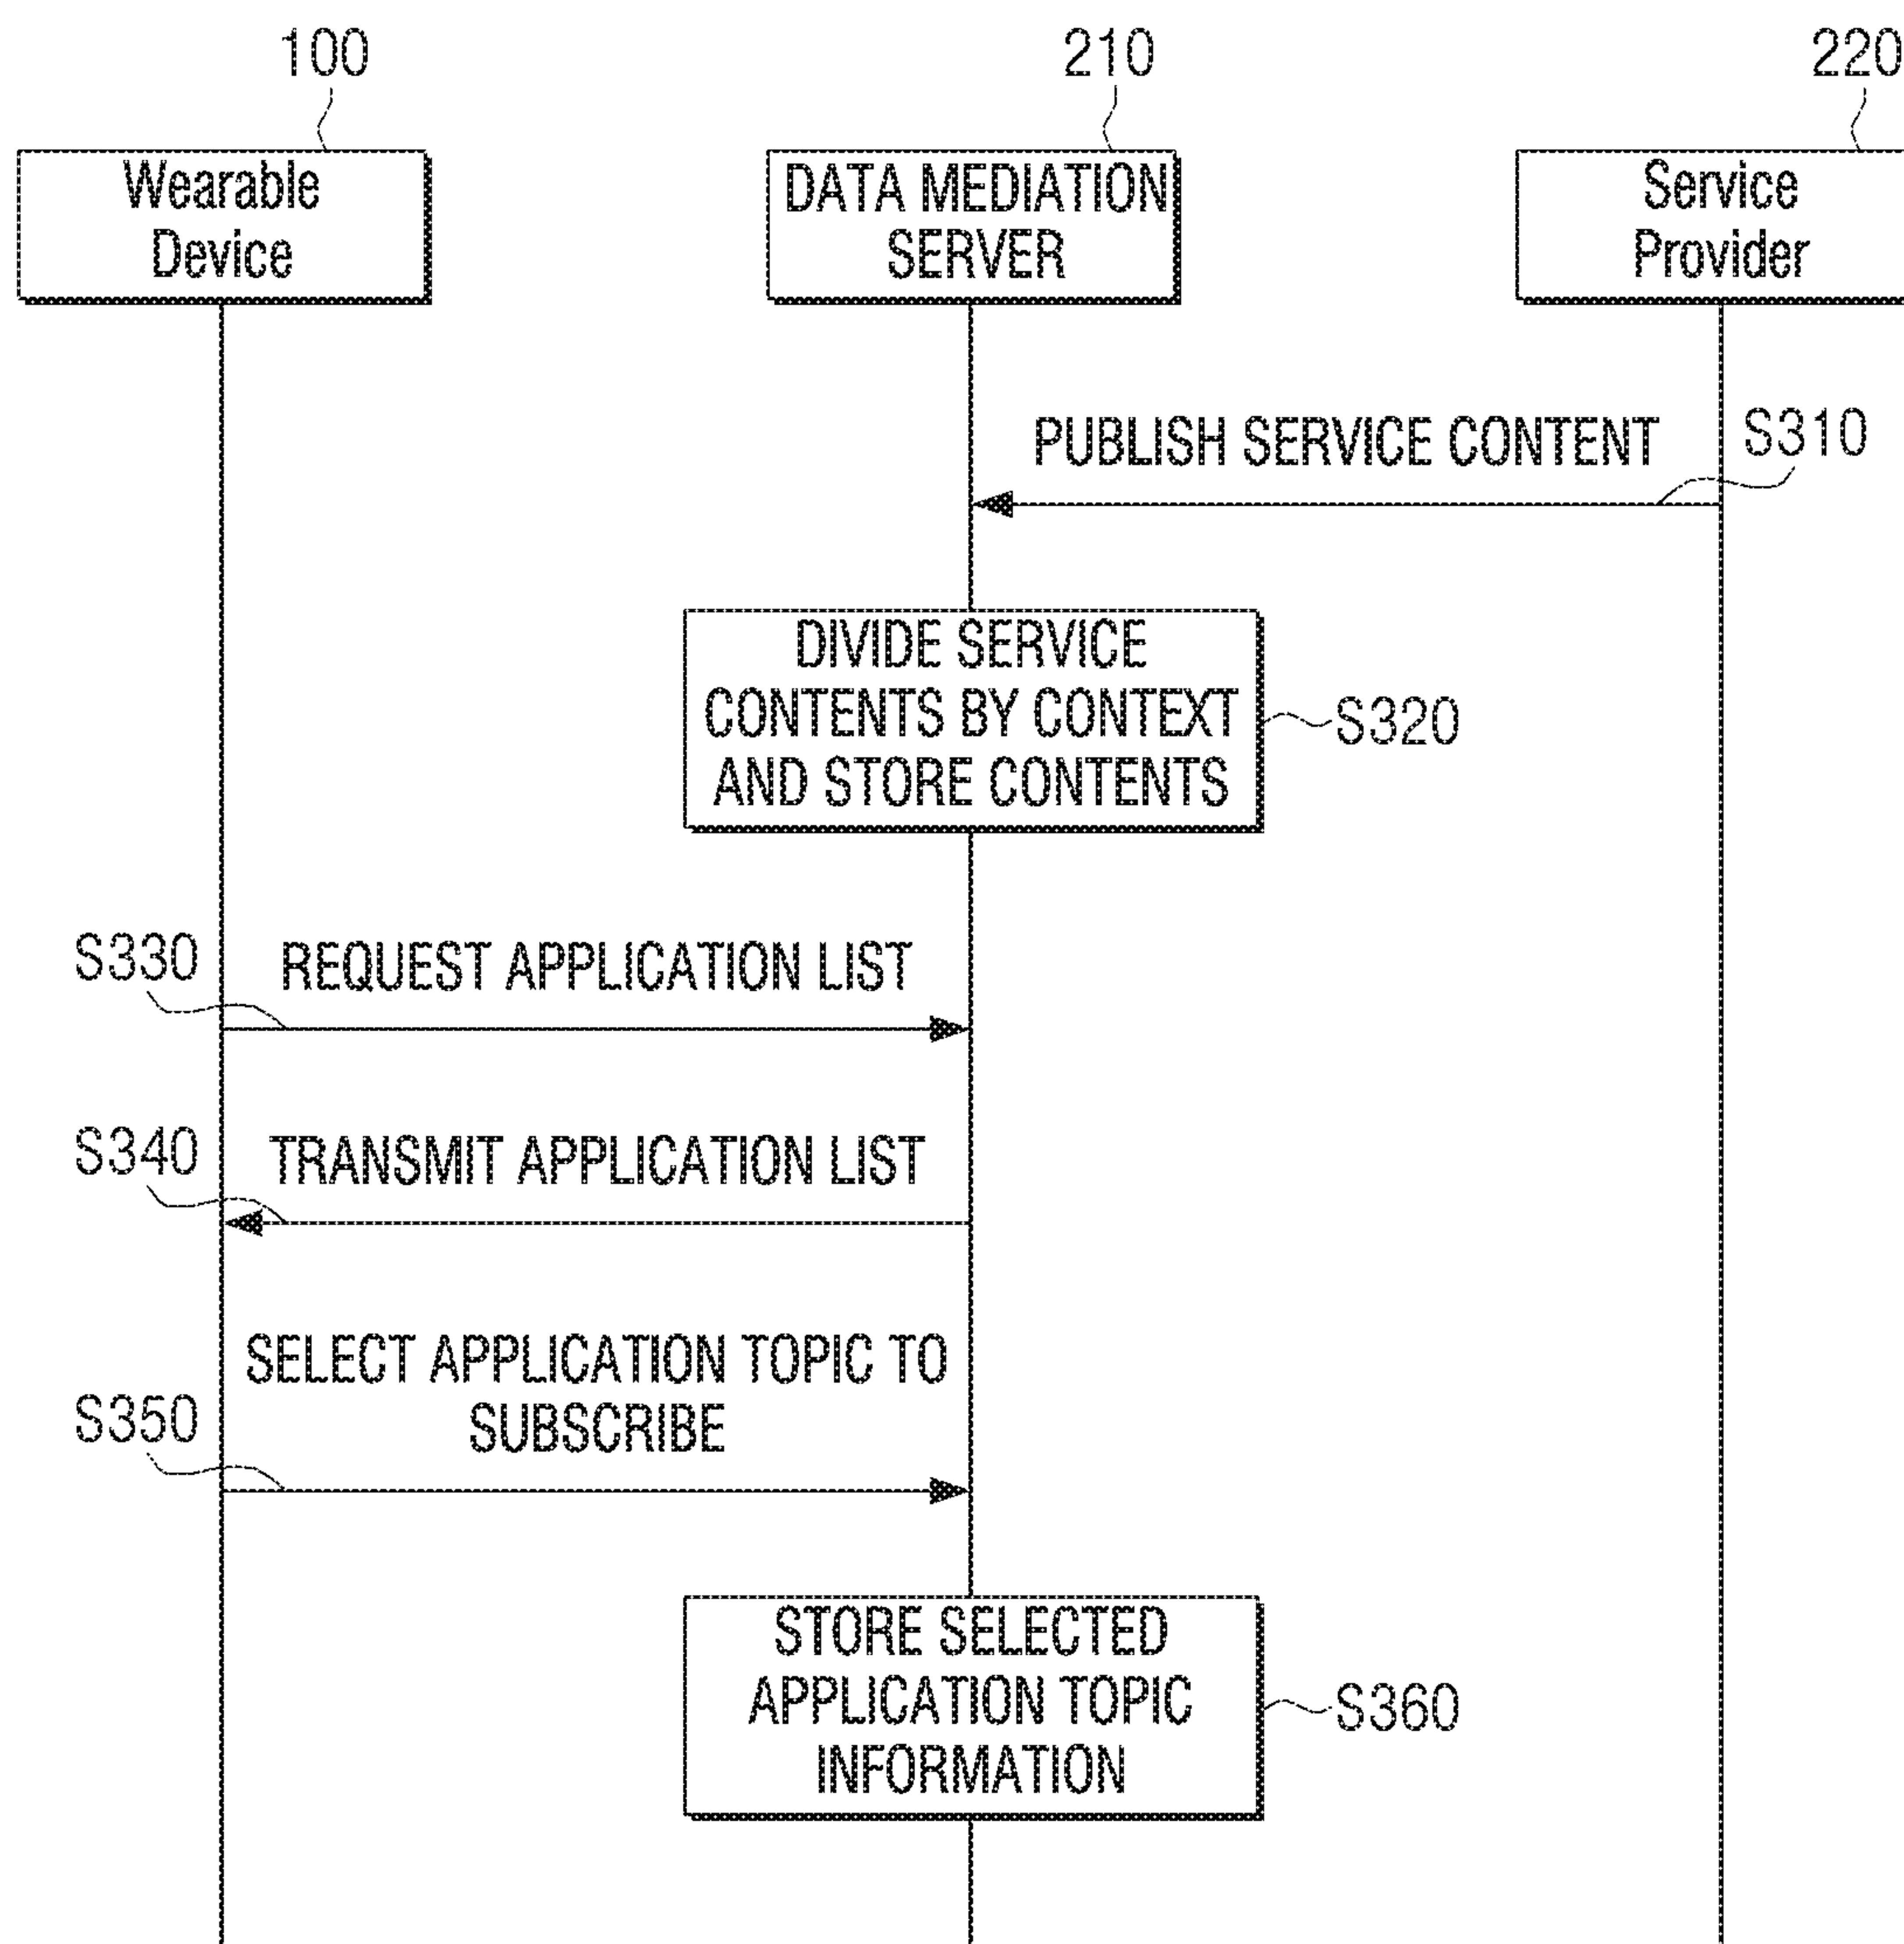 100
210
220
Wearable
Device
DATA MEDIATION
SERVER
Service
Provider
PUBLISH SERVICE CONTENT
S310
DIVIDE SERVICE
CONTENTS BY CONTEXT
AND STORE CONTENTS
S320
S330
REQUEST APPLICATION LIST
S340
TRANSMIT APPLICATION LIST
SELECT APPLICATION TOPIC TO
SUBSCRIBE
S350
STORE SELECTED
APPLICATION TOPIC
INFORMATION
S360